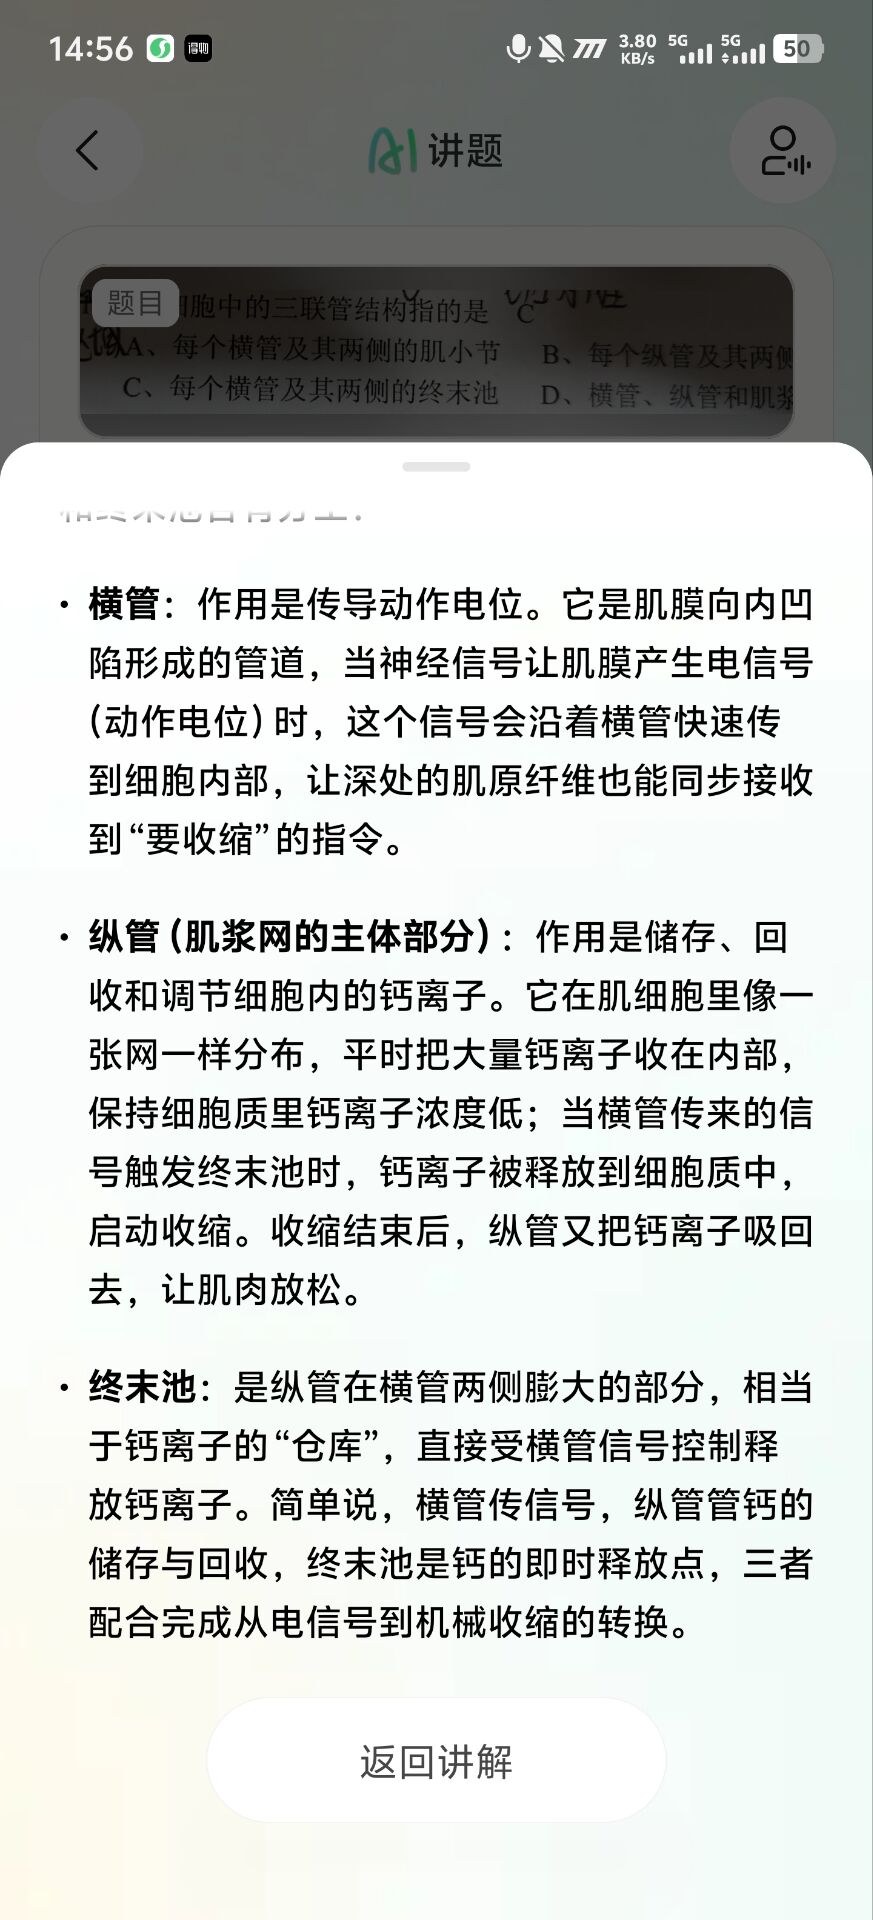 14:56 得物 3.80 KB/s 5G 5G 50
AI 讲题
题目 细胞中的三联管结构指的是 C
A、每个横管及其两侧的肌小节 B、每个纵管及其两侧
C、每个横管及其两侧的终末池 D、横管、纵管和肌浆
· 横管：作用是传导动作电位。它是肌膜向内凹
陷形成的管道，当神经信号让肌膜产生电信号
（动作电位）时，这个信号会沿着横管快速传
到细胞内部，让深处的肌原纤维也能同步接收
到“要收缩”的指令。
· 纵管（肌浆网的主体部分）：作用是储存、回
收和调节细胞内的钙离子。它在肌细胞里像一
张网一样分布，平时把大量钙离子收在内部，
保持细胞质里钙离子浓度低；当横管传来的信
号触发终末池时，钙离子被释放到细胞质中，
启动收缩。收缩结束后，纵管又把钙离子吸回
去，让肌肉放松。
· 终末池：是纵管在横管两侧膨大的部分，相当
于钙离子的“仓库”，直接受横管信号控制释
放钙离子。简单说，横管传信号，纵管管钙的
储存与回收，终末池是钙的即时释放点，三者
配合完成从电信号到机械收缩的转换。
返回讲解